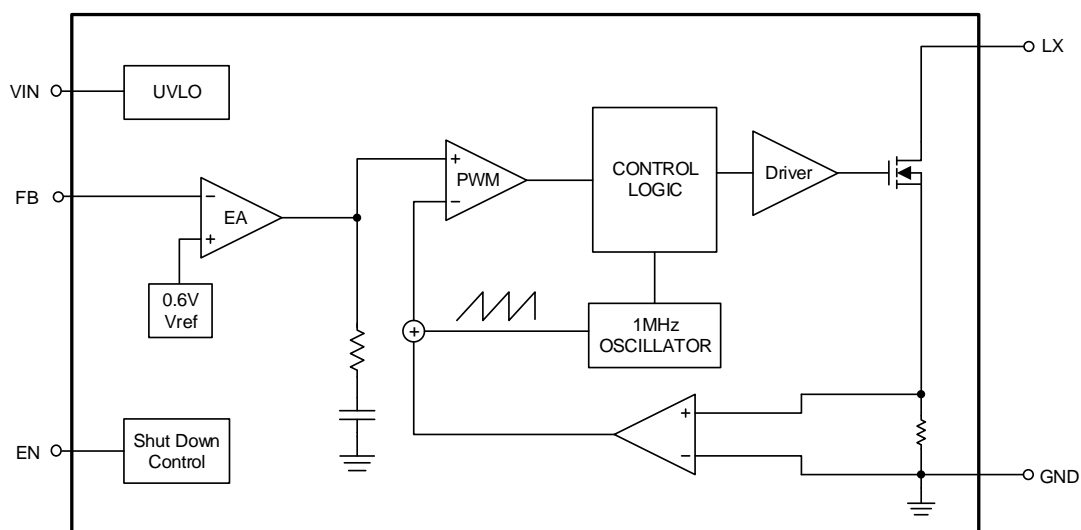 LX
VIN
UVLO
+
PWM
−
CONTROL
LOGIC
Driver
FB
−
EA
+
0.6V
Vref
+
1MHz
OSCILLATOR
EN
Shut Down
Control
+
−
GND